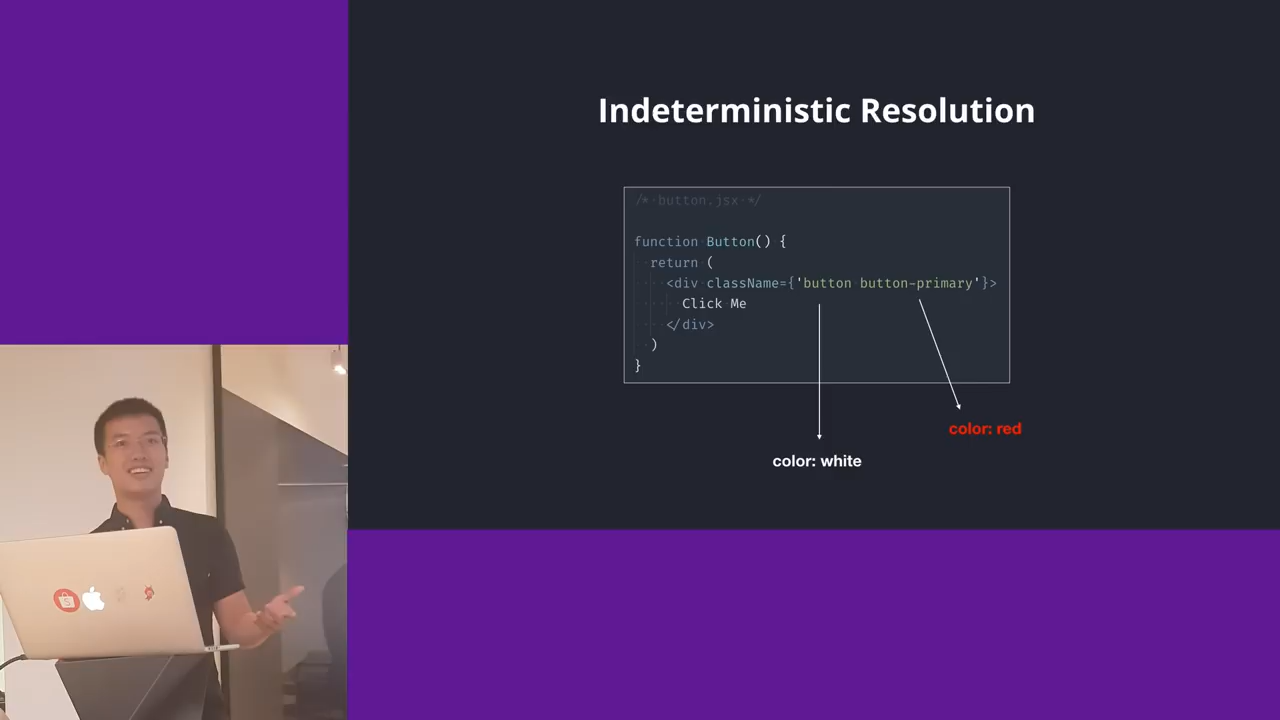 Indeterministic Resolution
/* button.jsx */
function Button() {
return (
<div className={'button button-primary'}>
Click Me
</div>
)
}
color: red
color: white